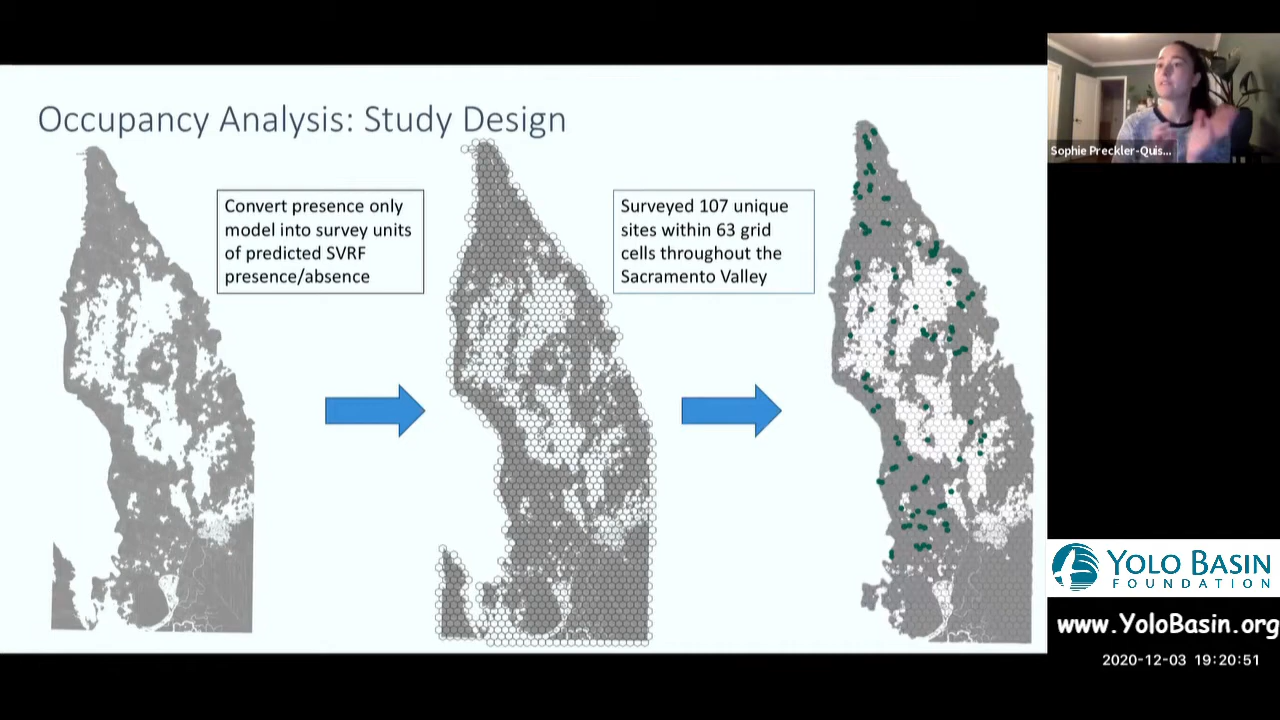 Occupancy Analysis: Study Design
Convert presence only
model into survey units
of predicted SVRF
presence/absence
Surveyed 107 unique
sites within 63 grid
cells throughout the
Sacramento Valley
Sophie Preckler-Quis...
YOLO BASIN
FOUNDATION
www.YoloBasin.org
2020-12-03 19:20:51